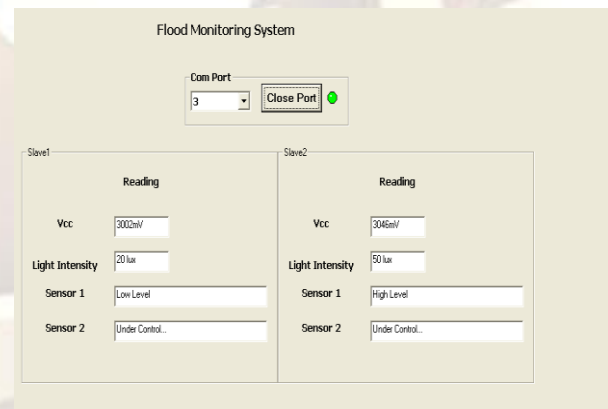 Flood Monitoring System
Com Port
3
Close Port
Slave1
Reading
Vcc 3002mV
Light Intensity 20 lux
Sensor 1 Low Level
Sensor 2 Under Control...
Slave2
Reading
Vcc 3046mV
Light Intensity 50 lux
Sensor 1 High Level
Sensor 2 Under Control...